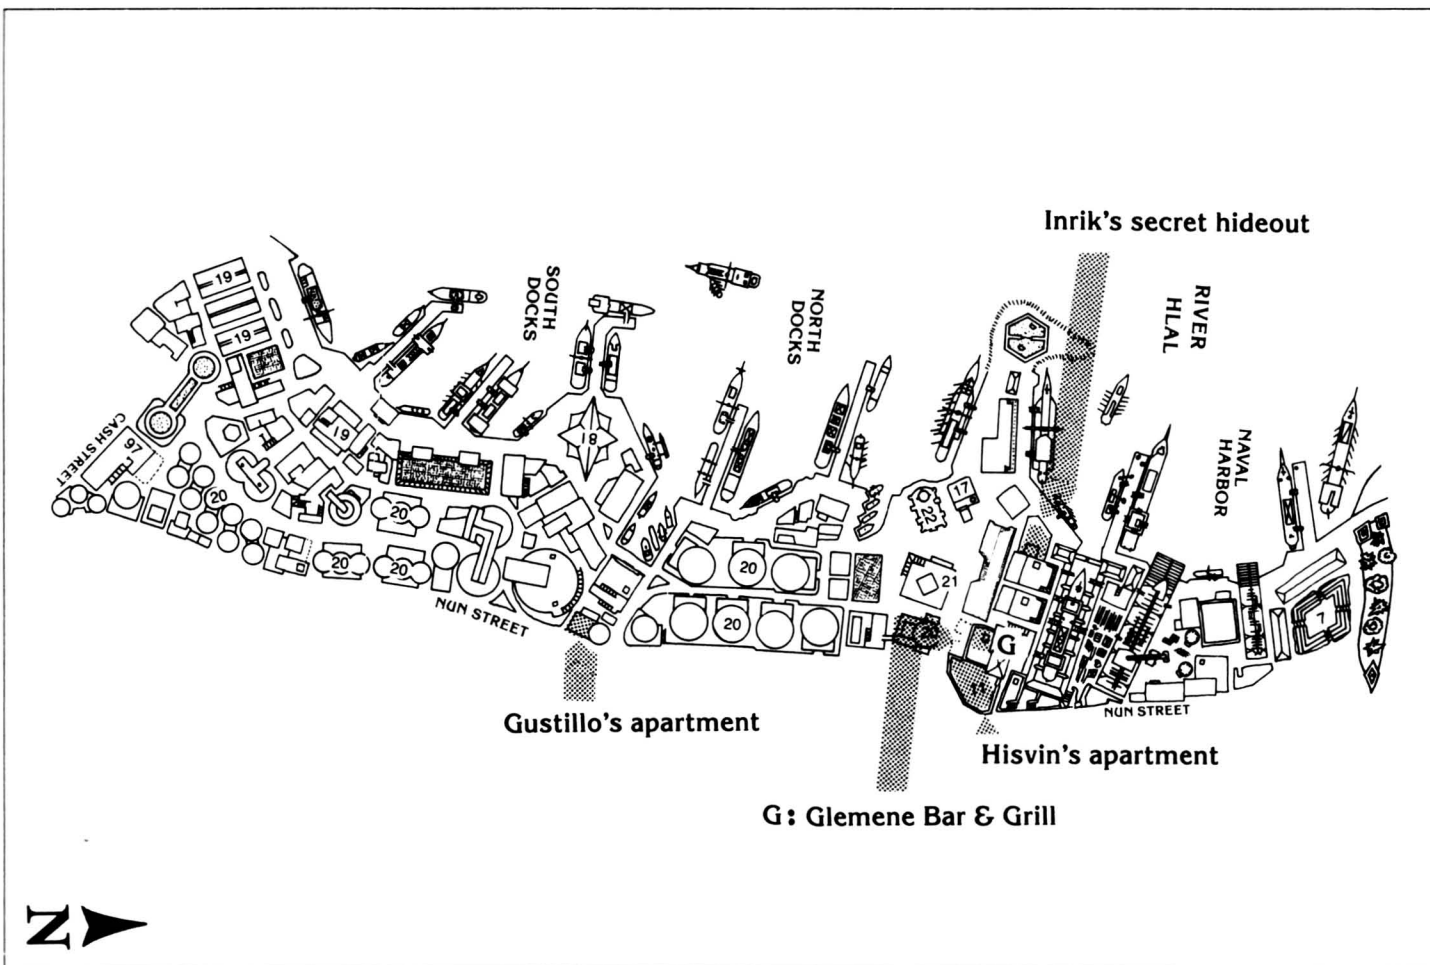 Inrik's secret hideout
SOUTH
DOCKS
NORTH
DOCKS
RIVER
HLAL
NAVAL
HARBOR
19
19
19
CASH STREET
97
18
20
20
20
20
20
20
17
22
21
7
G
11
NUN STREET
NUN STREET
Gustillo's apartment
Hisvin's apartment
G: Glemene Bar & Grill
N